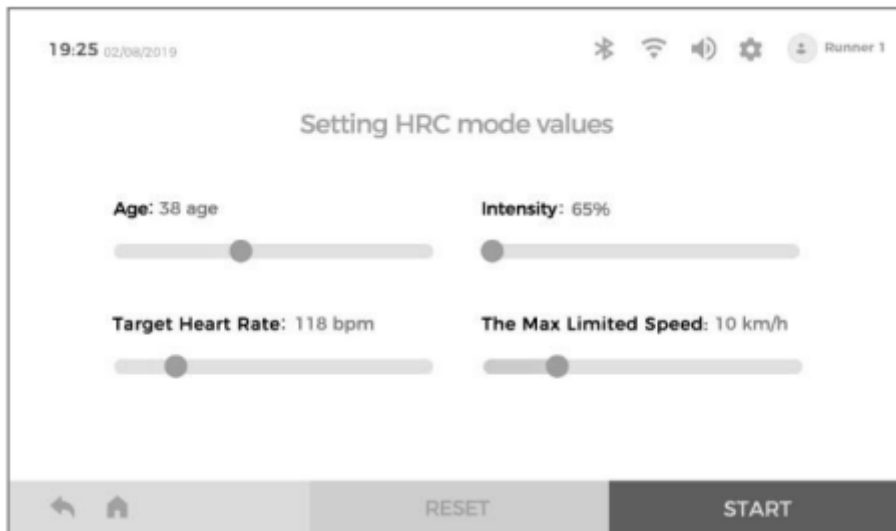 19:25 02/08/2019 Runner 1
Setting HRC mode values
Age: 38 age Intensity: 65%
Target Heart Rate: 118 bpm The Max Limited Speed: 10 km/h
RESET START